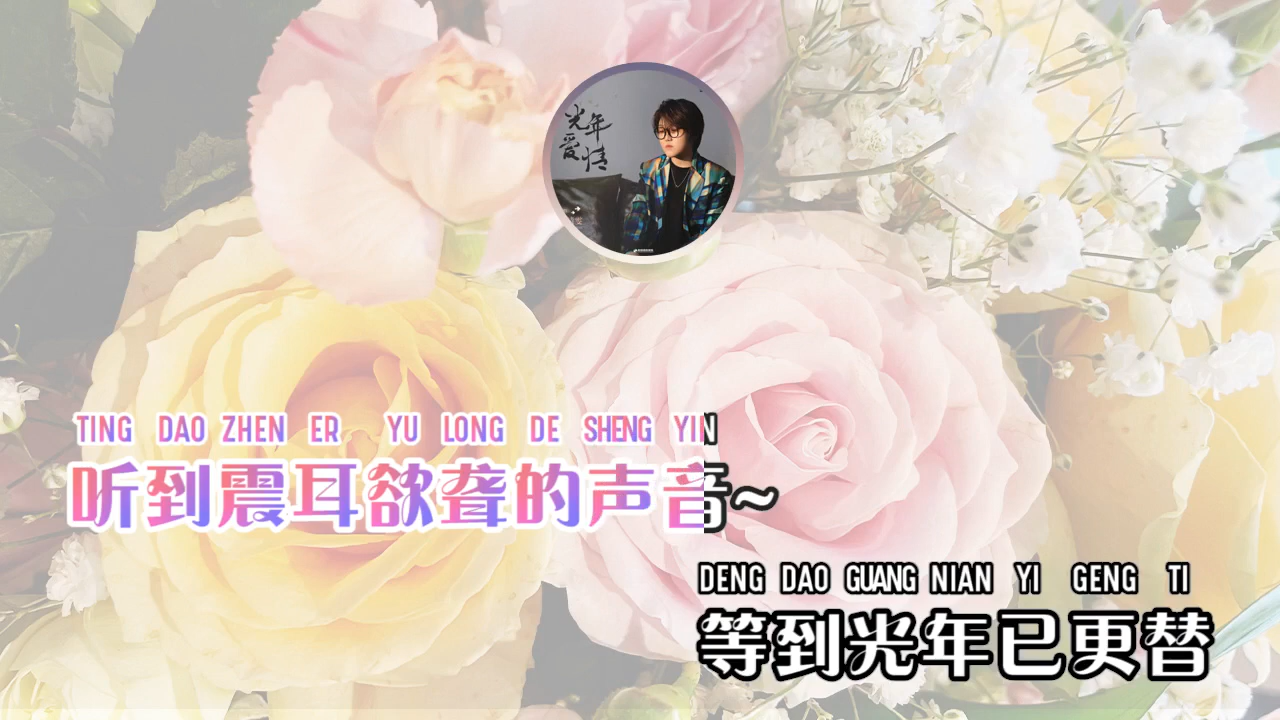 光年
爱情
TING DAO ZHEN ER YU LONG DE SHENG YIN
听到震耳欲聋的声音~
DENG DAO GUANG NIAN YI GENG TI
等到光年已更替